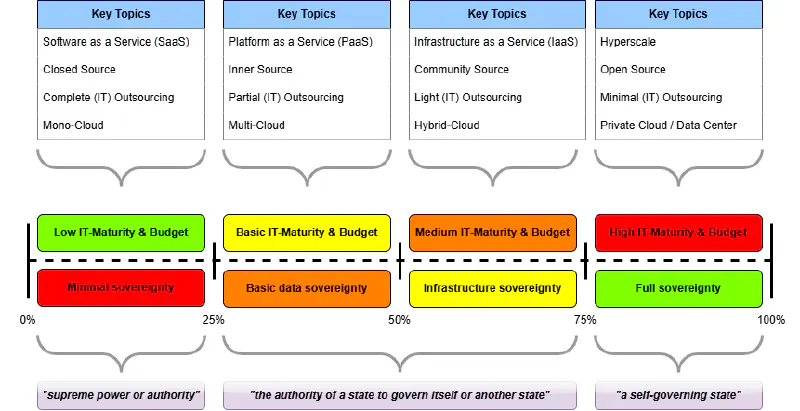 Key Topics
Software as a Service (SaaS)
Closed Source
Complete (IT) Outsourcing
Mono-Cloud
Key Topics
Platform as a Service (PaaS)
Inner Source
Partial (IT) Outsourcing
Multi-Cloud
Key Topics
Infrastructure as a Service (IaaS)
Community Source
Light (IT) Outsourcing
Hybrid-Cloud
Key Topics
Hyperscale
Open Source
Minimal (IT) Outsourcing
Private Cloud / Data Center
Low IT-Maturity & Budget
Basic IT-Maturity & Budget
Medium IT-Maturity & Budget
High IT-Maturity & Budget
Minimal sovereignty
Basic data sovereignty
Infrastructure sovereignty
Full sovereignty
0%
25%
50%
75%
100%
"supreme power or authority"
"the authority of a state to govern itself or another state"
"a self-governing state"